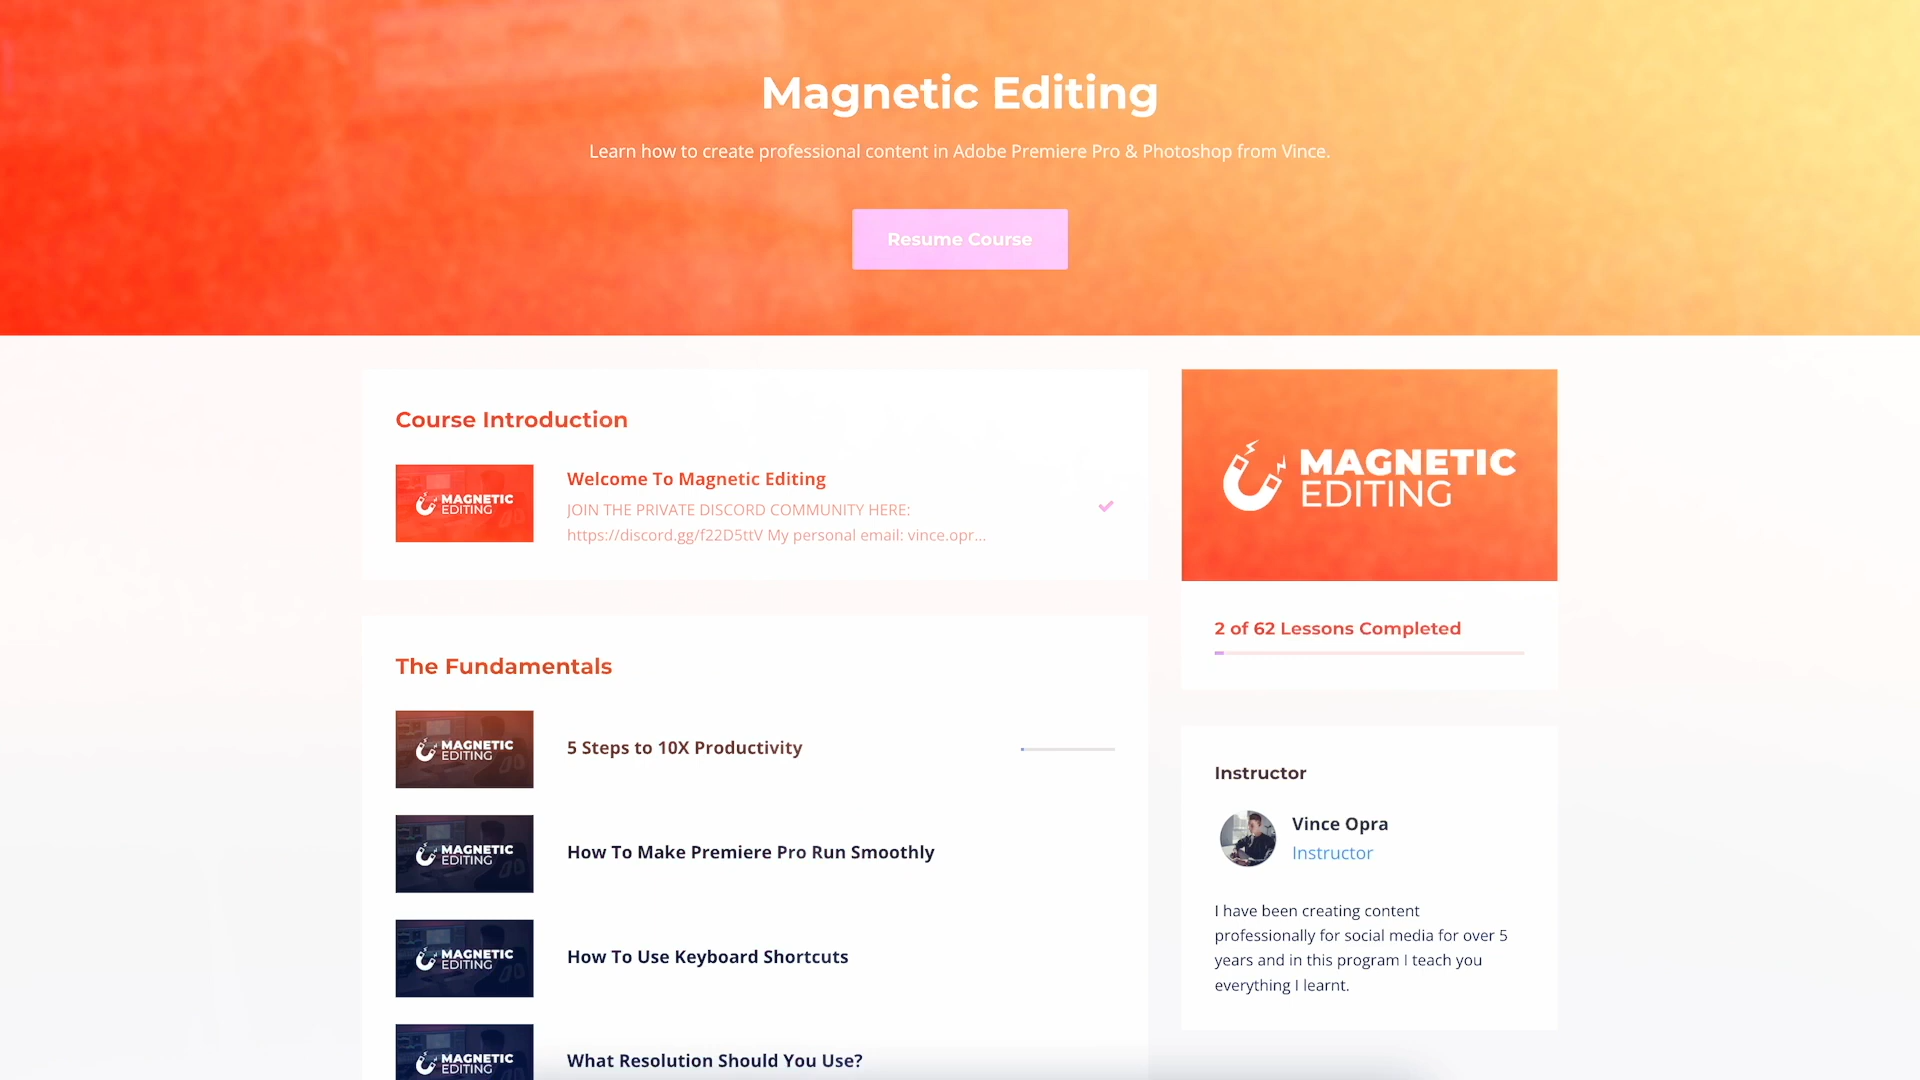 Magnetic Editing
Learn how to create professional content in Adobe Premiere Pro & Photoshop from Vince.
Resume Course
Course Introduction
MAGNETIC
EDITING
Welcome To Magnetic Editing
JOIN THE PRIVATE DISCORD COMMUNITY HERE:
https://discord.gg/f22D5ttV My personal email: vince.opr...
The Fundamentals
MAGNETIC
EDITING
5 Steps to 10X Productivity
MAGNETIC
EDITING
How To Make Premiere Pro Run Smoothly
MAGNETIC
EDITING
How To Use Keyboard Shortcuts
MAGNETIC
EDITING
What Resolution Should You Use?
MAGNETIC
EDITING
2 of 62 Lessons Completed
Instructor
Vince Opra
Instructor
I have been creating content
professionally for social media for over 5
years and in this program I teach you
everything I learnt.